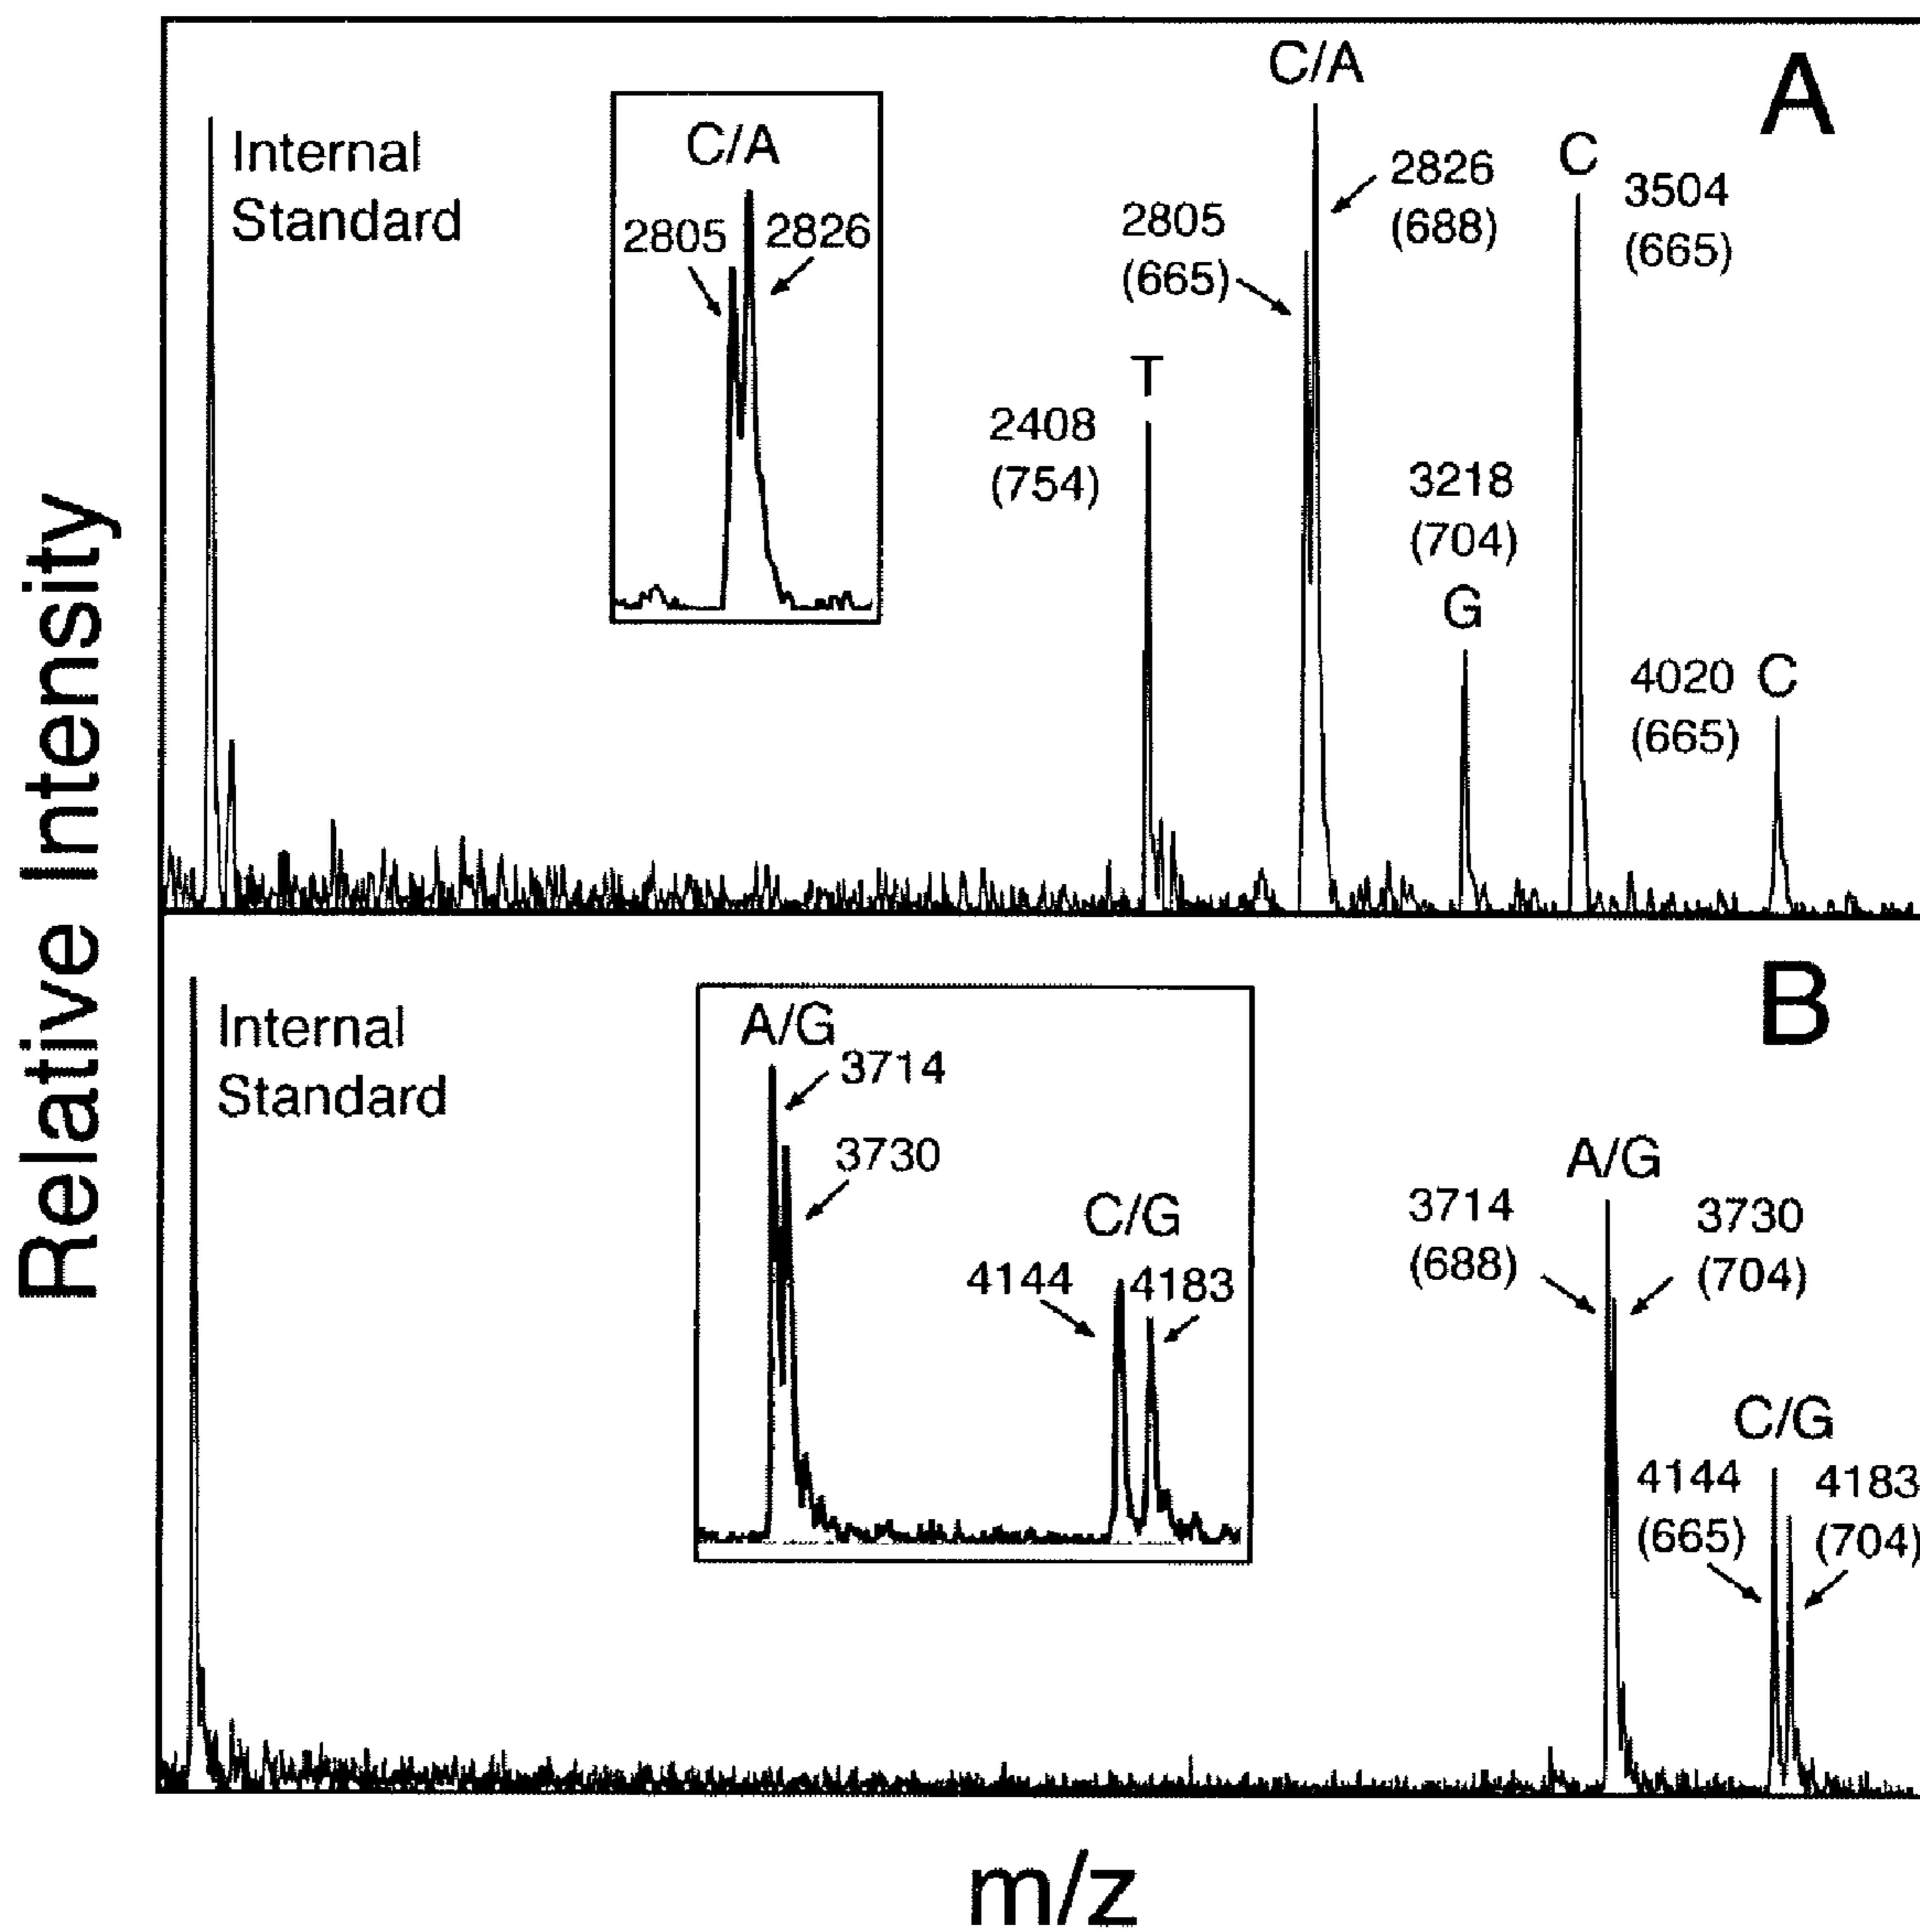 Relative Intensity
A
Internal
Standard
C/A
2805
2826
T
2408
(754)
C/A
2805
(665)
2826
(688)
3218
(704)
G
C
3504
(665)
4020
(665)
C
B
Internal
Standard
A/G
3714
3730
C/G
4144
4183
A/G
3714
(688)
3730
(704)
C/G
4144
(665)
4183
(704)
m/z